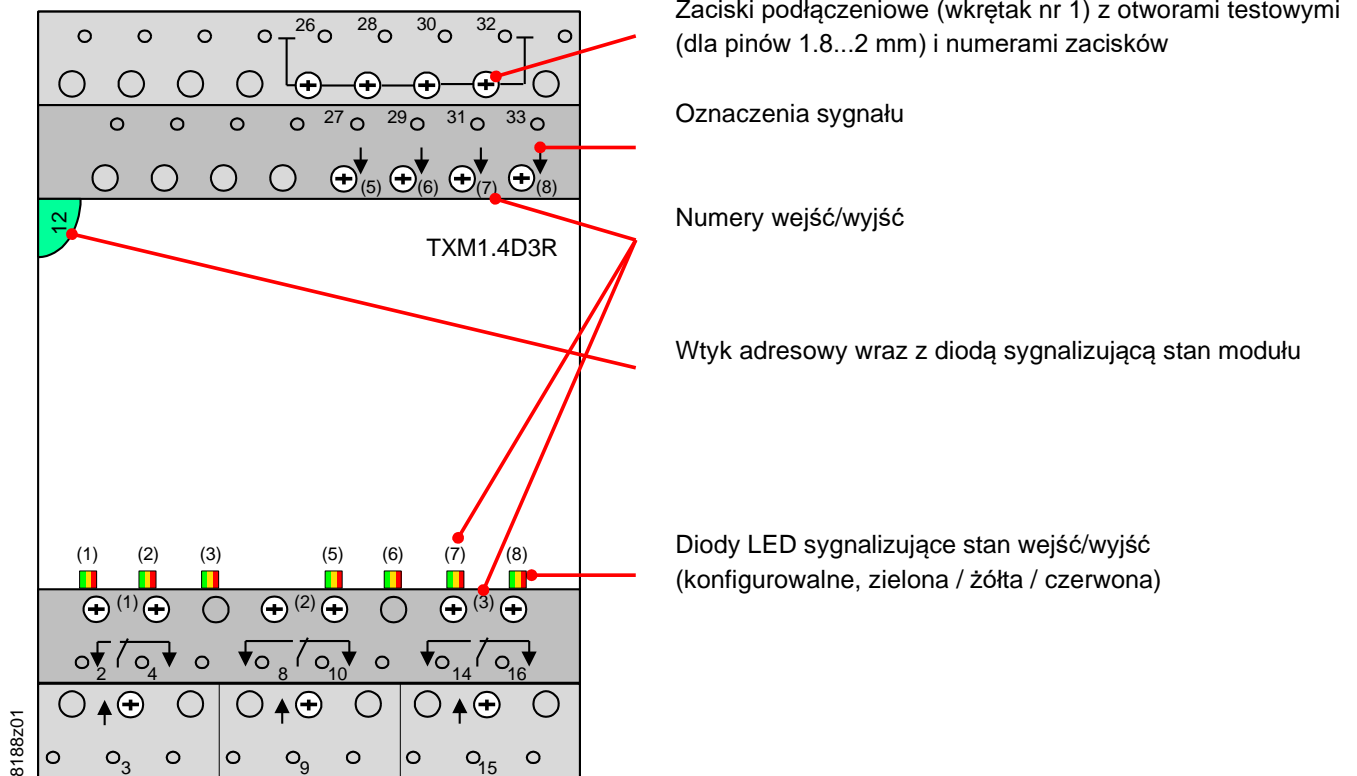 Zaciski podłączeniowe (wkrętak nr 1) z otworami testowymi
(dla pinów 1.8...2 mm) i numerami zacisków
Oznaczenia sygnału
Numery wejść/wyjść
Wtyk adresowy wraz z diodą sygnalizującą stan modułu
Diody LED sygnalizujące stan wejść/wyjść
(konfigurowalne, zielona / żółta / czerwona)
26 28 30 32
27 29 31 33
(5) (6) (7) (8)
12
TXM1.4D3R
(1) (2) (3) (5) (6) (7) (8)
(1) (2) (3)
2 4 8 10 14 16
3 9 15
8188z01